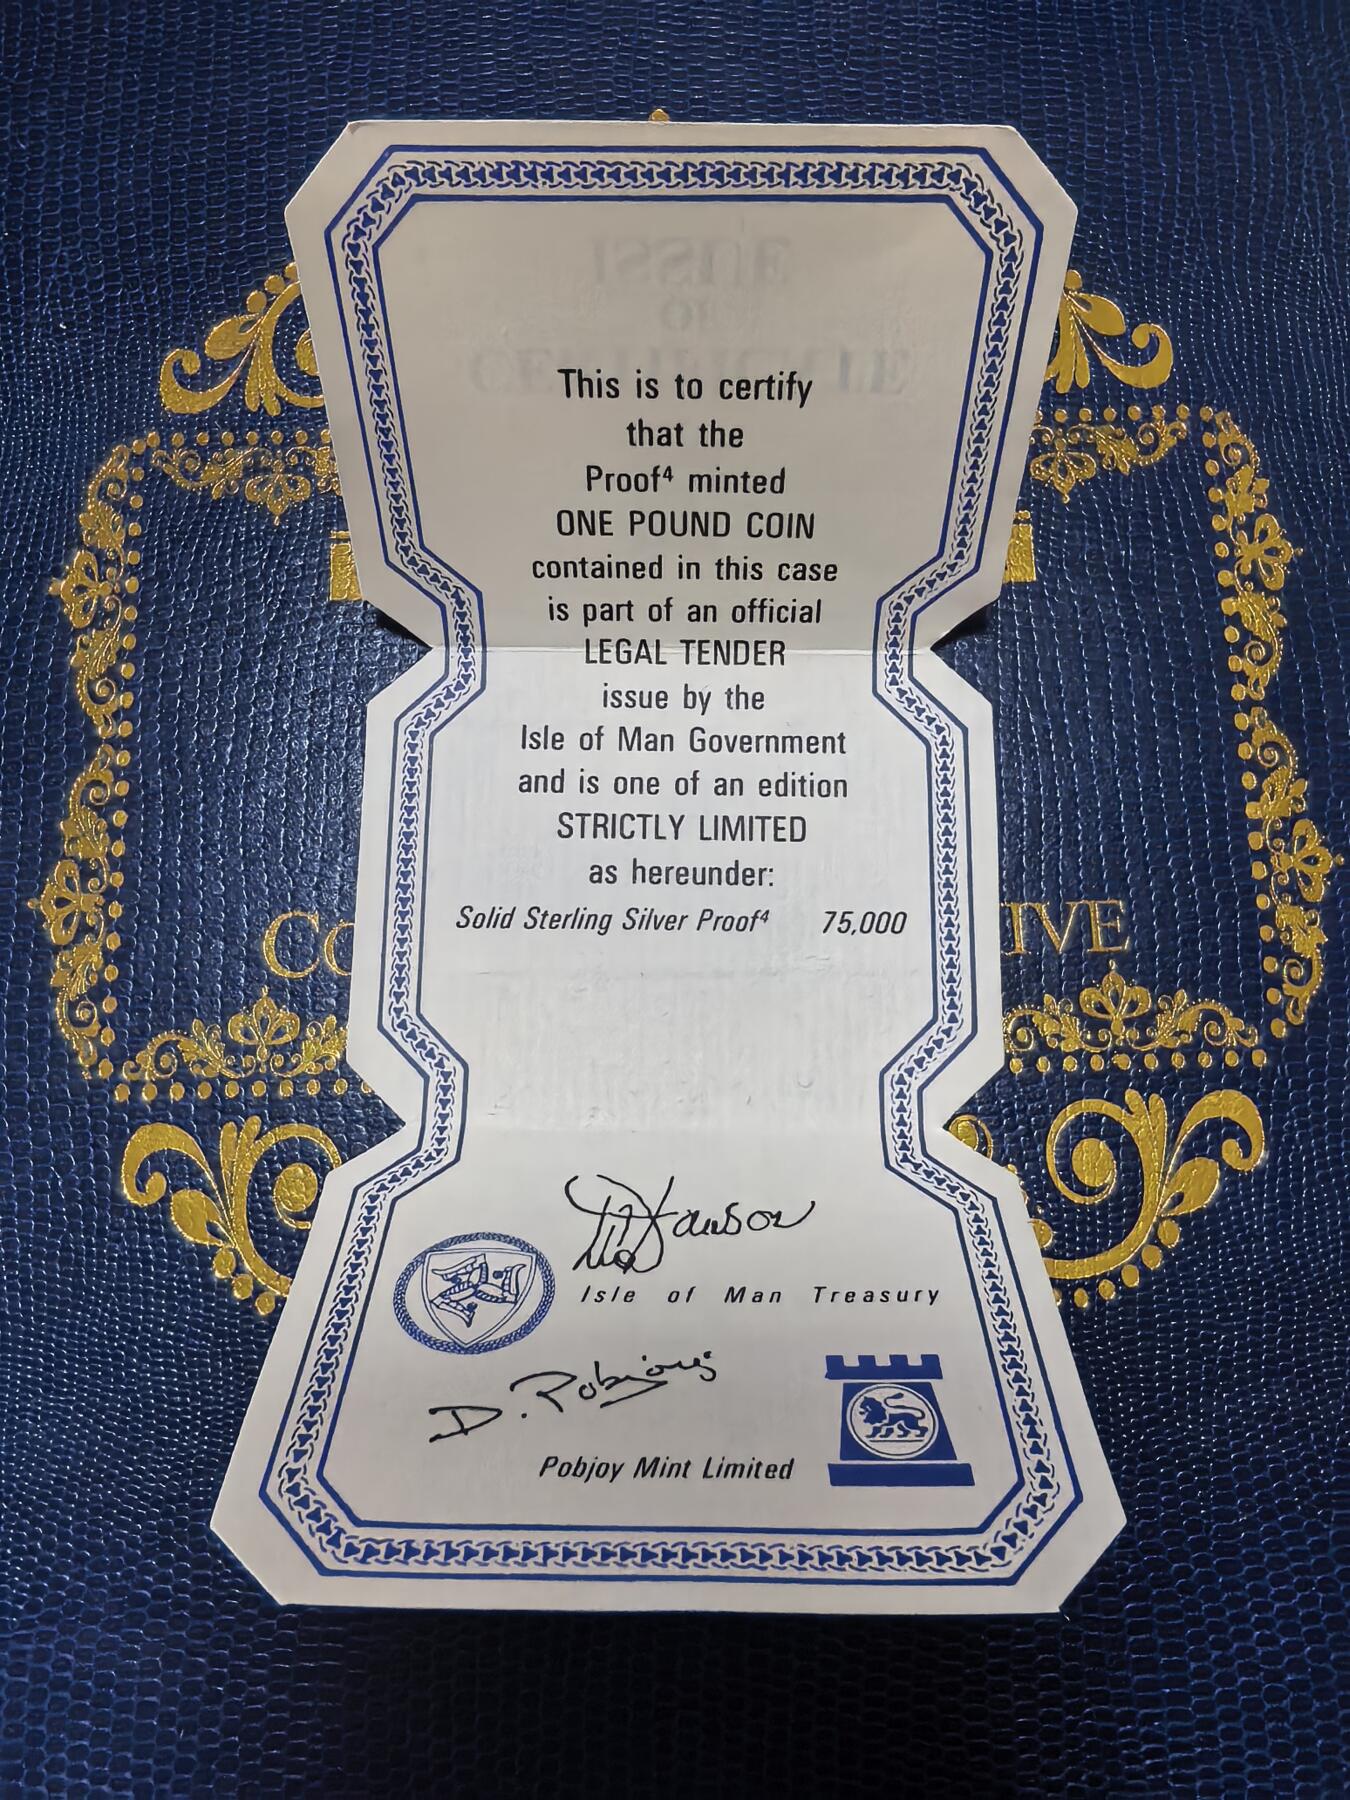 This is to certify
that the
Proof⁴ minted
ONE POUND COIN
contained in this case
is part of an official
LEGAL TENDER
issue by the
Isle of Man Government
and is one of an edition
STRICTLY LIMITED
as hereunder:
Solid Sterling Silver Proof⁴ 75,000
Isle of Man Treasury
D. Pobjoy
Pobjoy Mint Limited